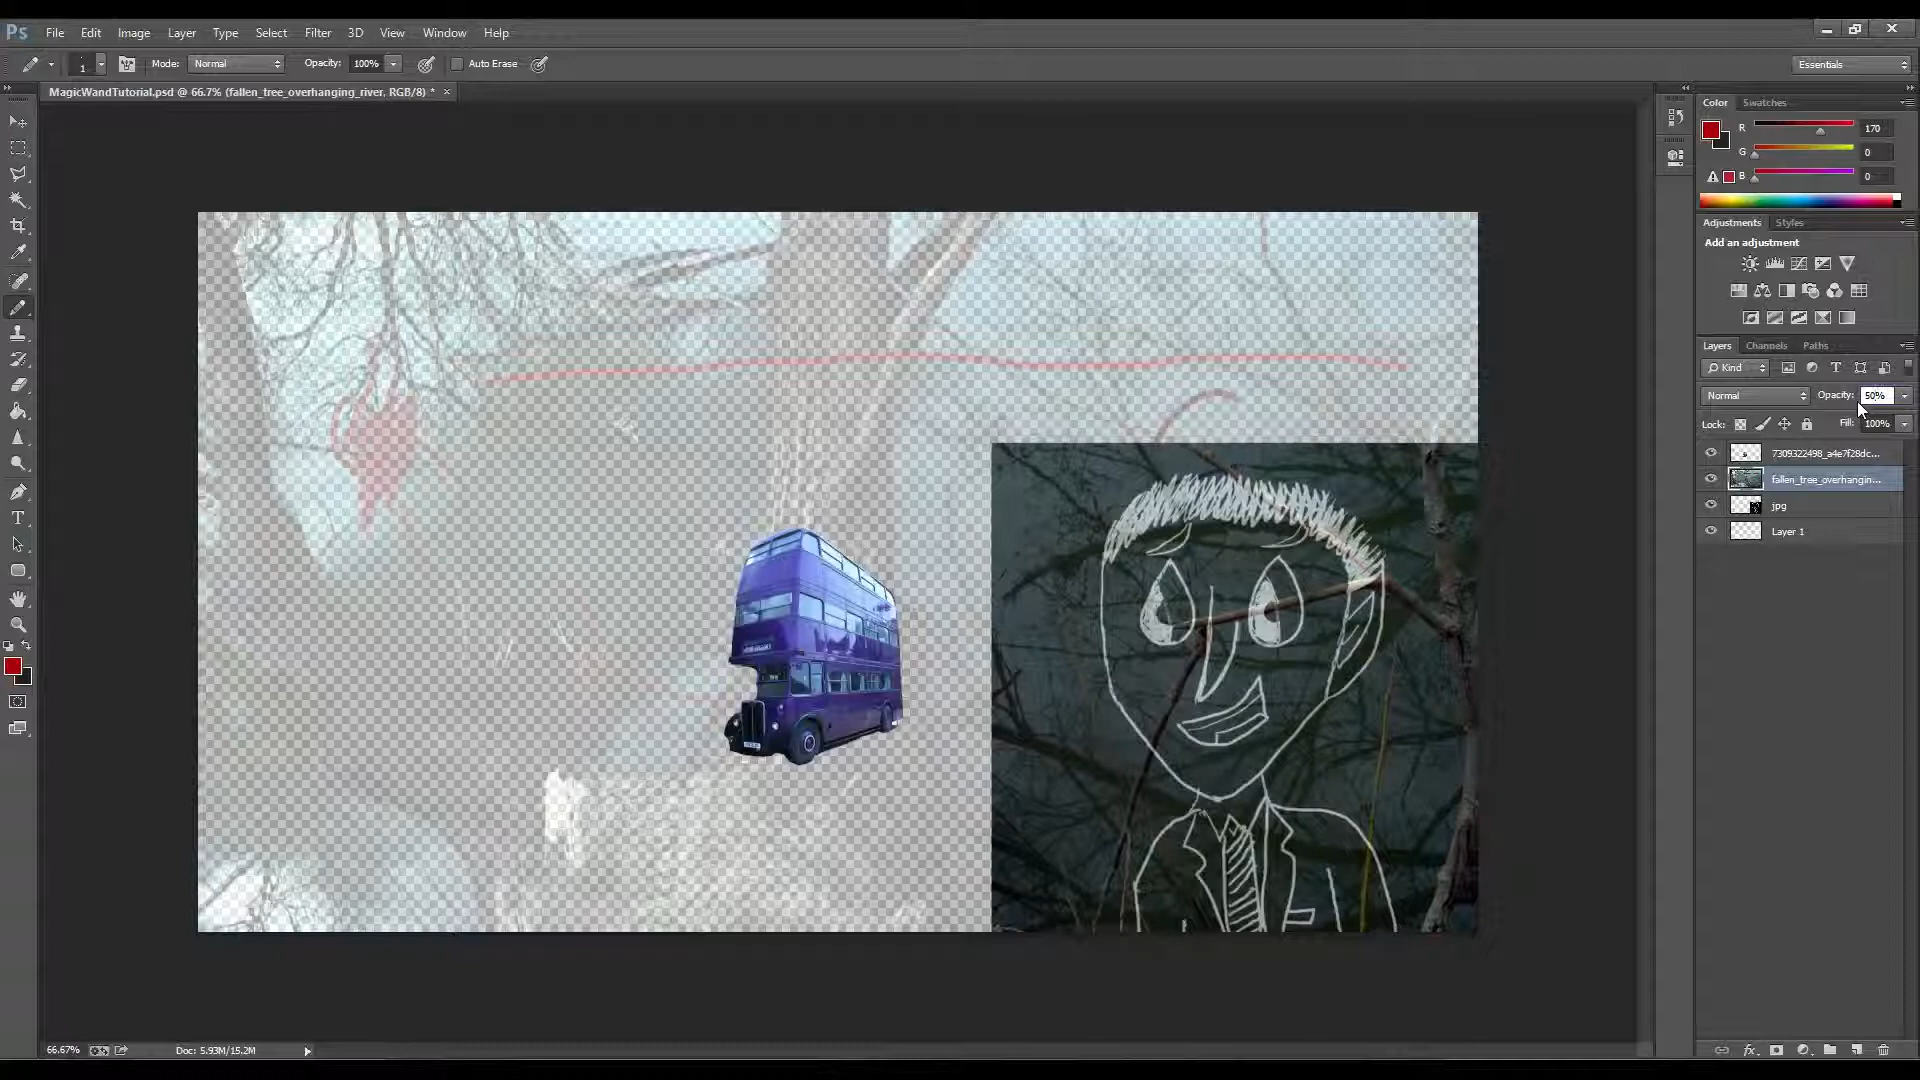 Ps File Edit Image Layer Type Select Filter 3D View Window Help
1 Mode: Normal Opacity: 100% Auto Erase Essentials
MagicWandTutorial.psd @ 66.7% (fallen_tree_overhanging_river, RGB/8) * ×
Color Swatches
R 170
G 0
B 0
Adjustments Styles
Add an adjustment
Layers Channels Paths
Kind
Normal Opacity: 50%
Lock: Fill: 100%
7309322498_a4e7f28dc...
fallen_tree_overhangin...
jpg
Layer 1
66.67% Doc: 5.93M/15.2M